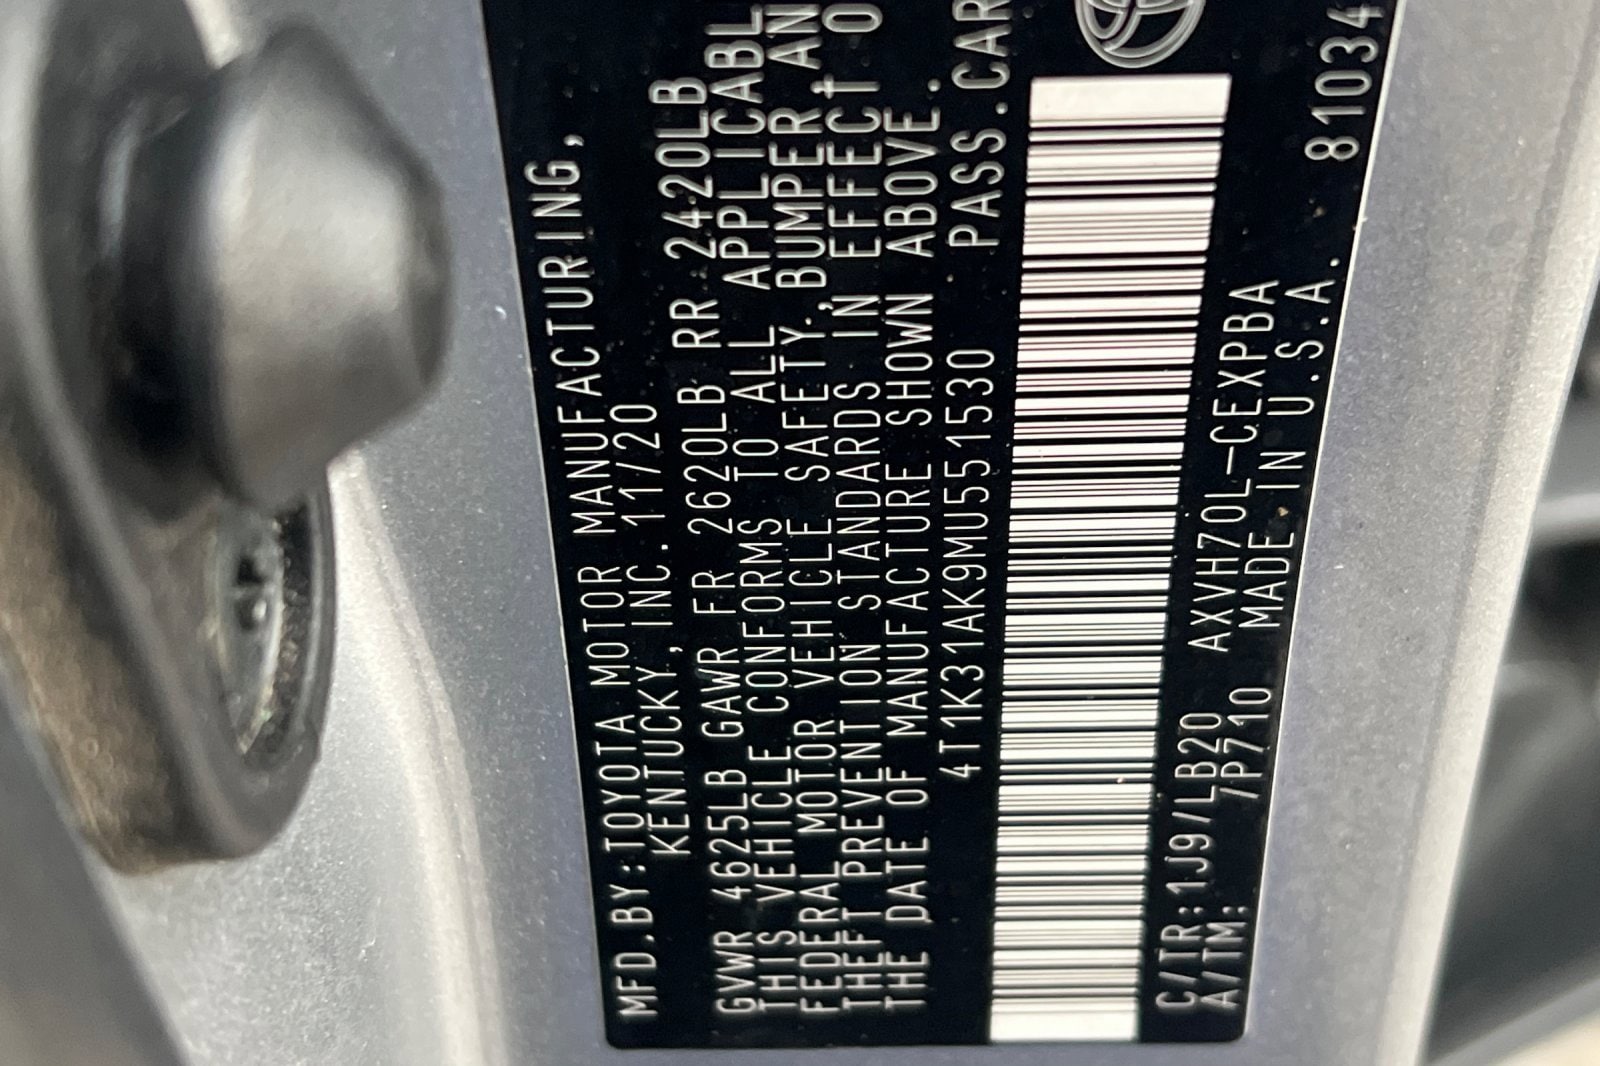 MFD.BY:TOYOTA MOTOR MANUFACTURING,
KENTUCKY, INC. 11/20
GVWR 4625LB GAWR FR 2620LB RR 2420LB
THIS VEHICLE CONFORMS TO ALL APPLICABL
FEDERAL MOTOR VEHICLE SAFETY, BUMPER AN
THEFT PREVENTION STANDARDS IN EFFECT O
THE DATE OF MANUFACTURE SHOWN ABOVE.
4T1K31AK9MU551530 PASS.CAR
C/TR:1J9/LB20 AXVH70L-CEXPBA
A/TM: /P710 MADE IN U.S.A. 81034